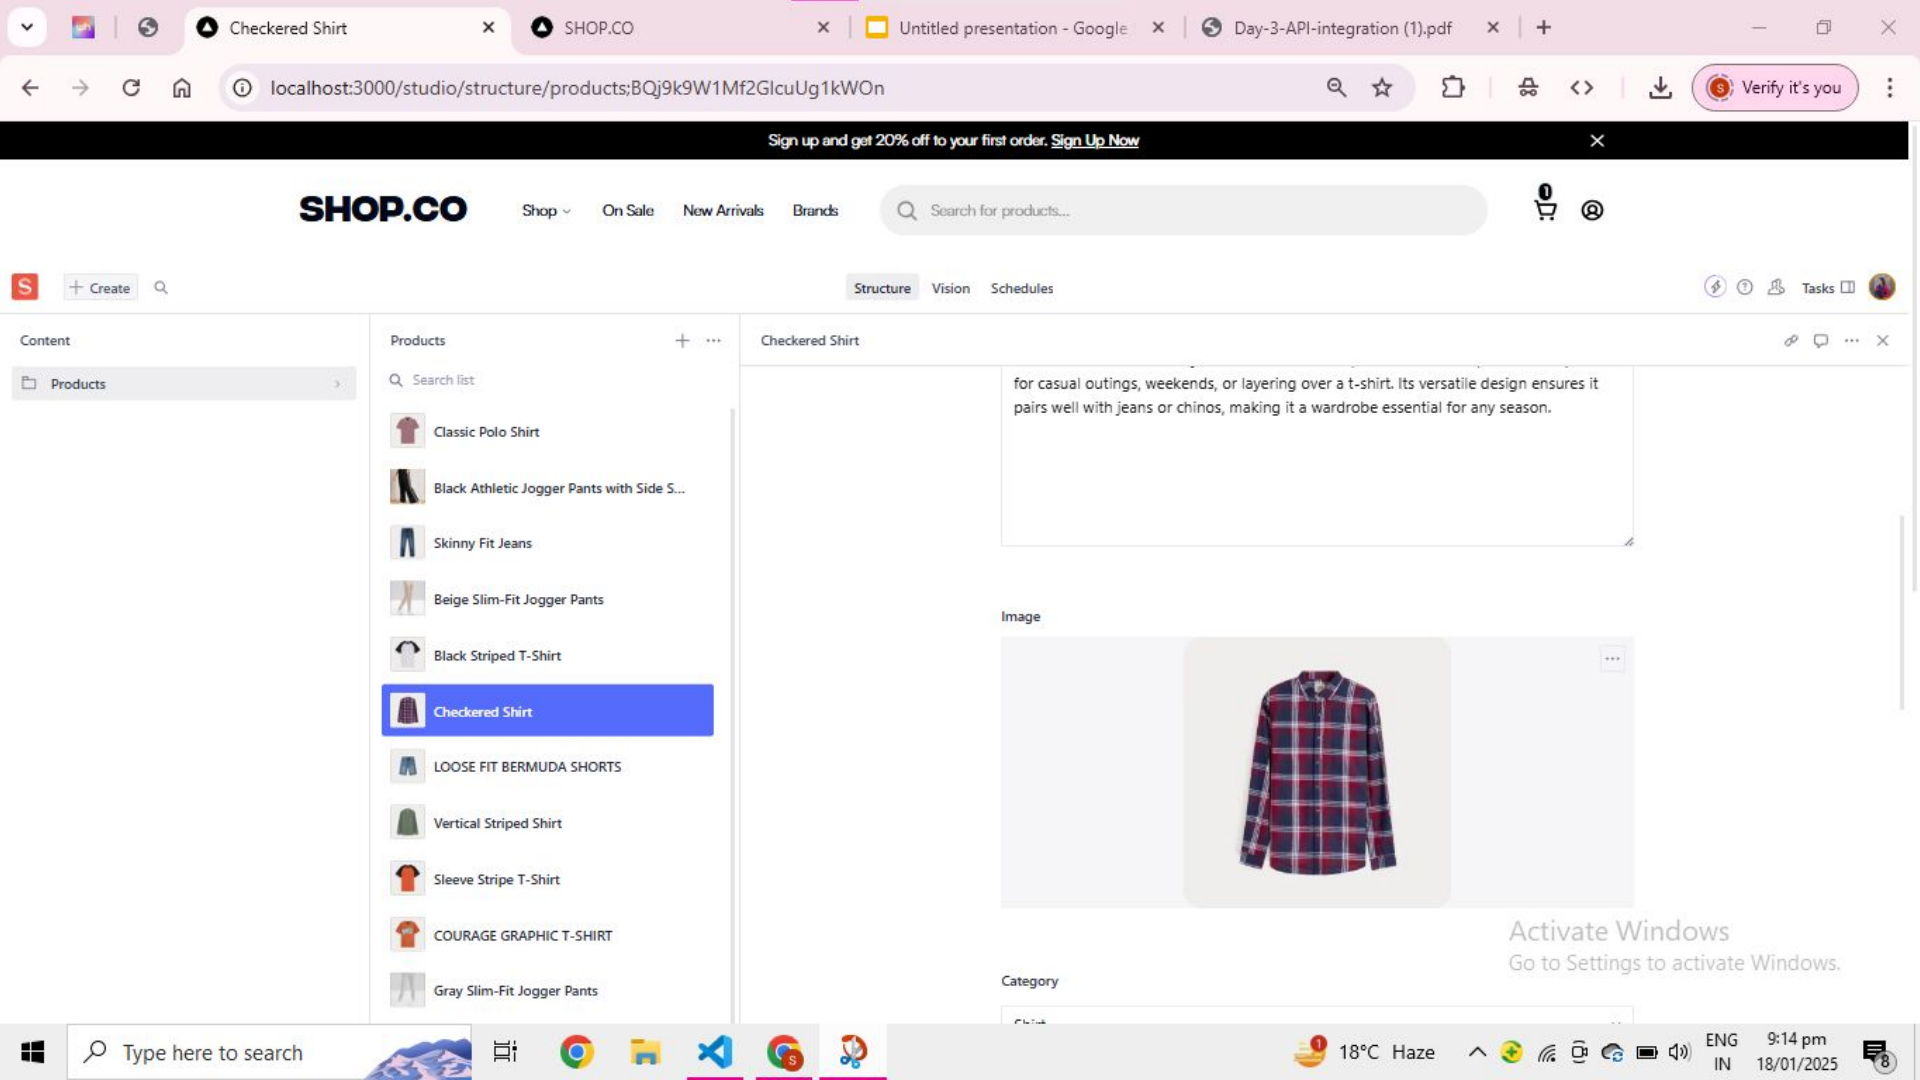 Checkered Shirt
SHOP.CO
Untitled presentation - Google
Day-3-API-integration (1).pdf
localhost:3000/studio/structure/products;BQj9k9W1Mf2GlcuUg1kWOn
Verify it's you
Sign up and get 20% off to your first order. Sign Up Now
SHOP.CO
Shop
On Sale
New Arrivals
Brands
Search for products...
1
S
+ Create
Structure
Vision
Schedules
Tasks
Content
Products
Checkered Shirt
Products
Search list
Classic Polo Shirt
Black Athletic Jogger Pants with Side S...
Skinny Fit Jeans
Beige Slim-Fit Jogger Pants
Black Striped T-Shirt
Checkered Shirt
LOOSE FIT BERMUDA SHORTS
Vertical Striped Shirt
Sleeve Stripe T-Shirt
COURAGE GRAPHIC T-SHIRT
Gray Slim-Fit Jogger Pants
for casual outings, weekends, or layering over a t-shirt. Its versatile design ensures it
pairs well with jeans or chinos, making it a wardrobe essential for any season.
Image
Category
Activate Windows
Go to Settings to activate Windows.
Type here to search
1
18°C Haze
ENG
IN
9:14 pm
18/01/2025
8